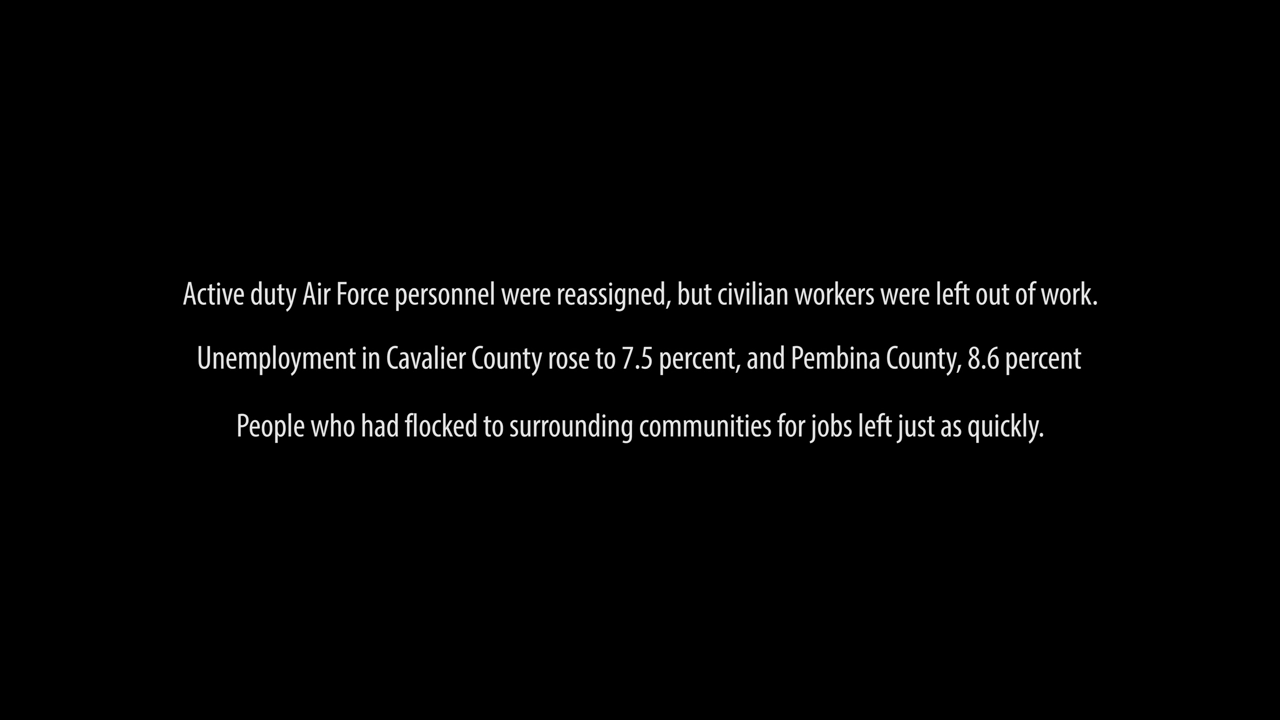 Active duty Air Force personnel were reassigned, but civilian workers were left out of work.
Unemployment in Cavalier County rose to 7.5 percent, and Pembina County, 8.6 percent
People who had flocked to surrounding communities for jobs left just as quickly.